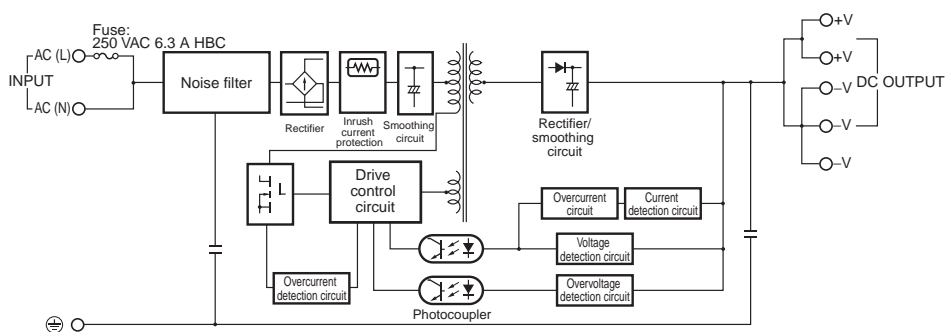 Fuse:
250 VAC 6.3 A HBC
AC (L)
INPUT
AC (N)
Noise filter
Rectifier
Inrush
current
protection
Smoothing
circuit
Rectifier/
smoothing
circuit
+V
+V
DC OUTPUT
–V
–V
–V
Drive
control
circuit
Overcurrent
circuit
Current
detection circuit
Voltage
detection circuit
Overcurrent
detection circuit
Overvoltage
detection circuit
Photocoupler